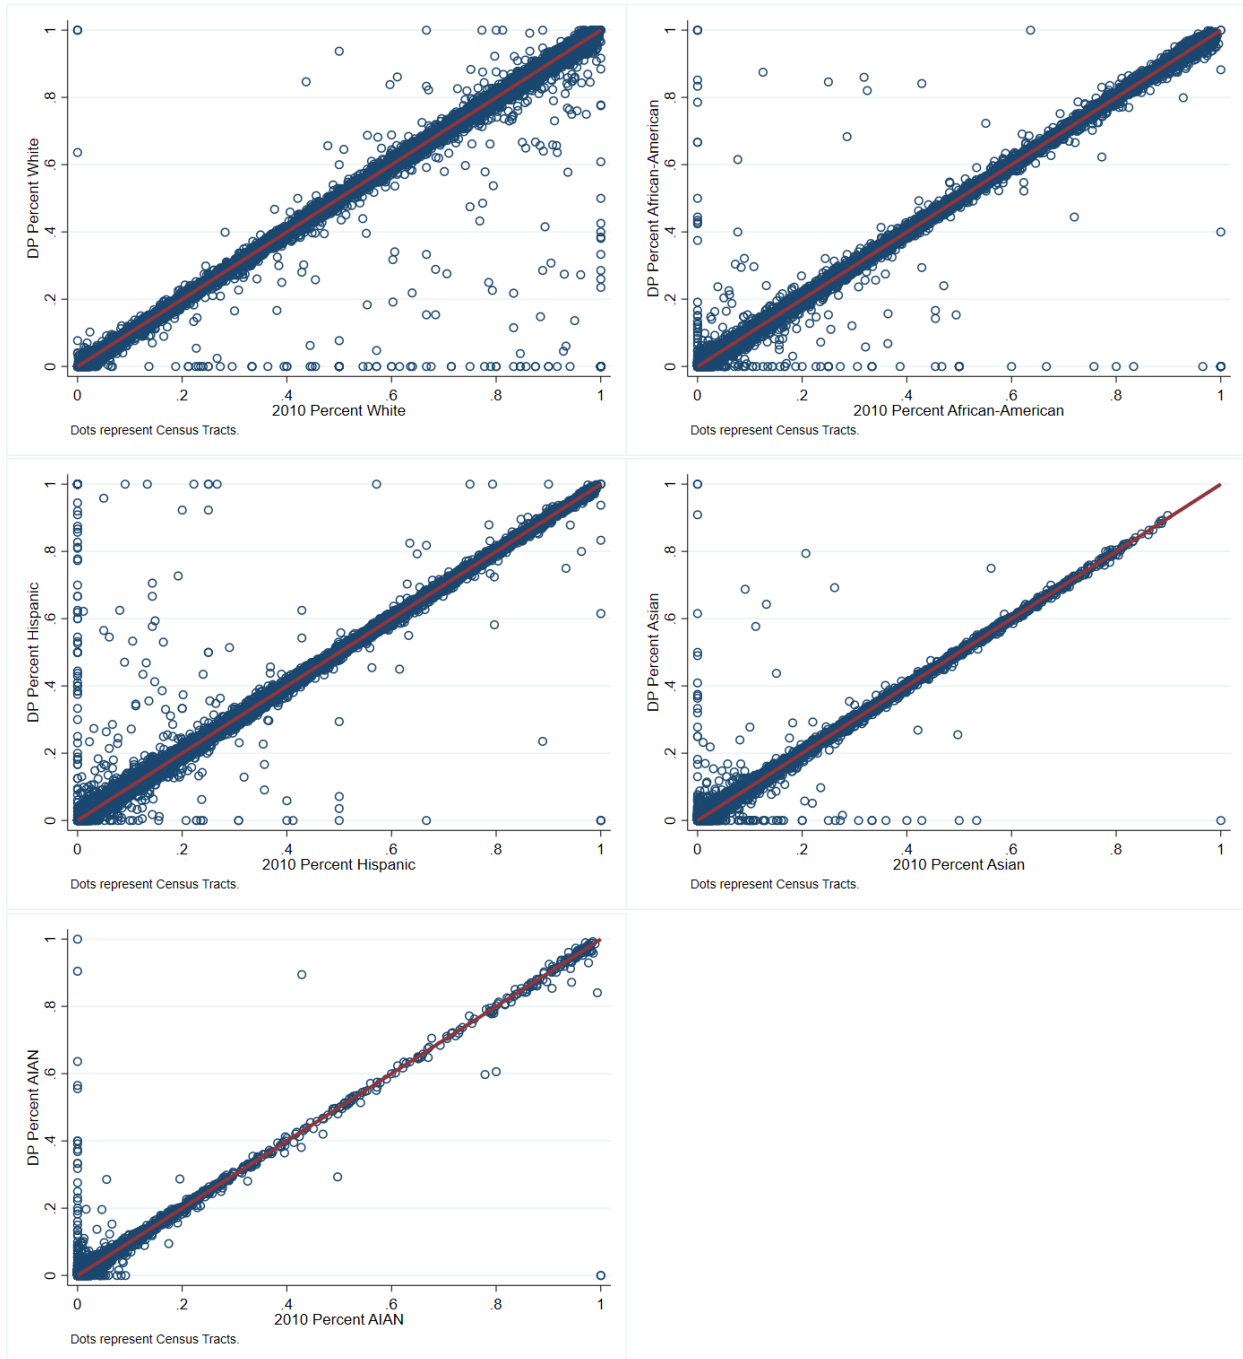 1
.8
.6
.4
.2
0
DP Percent White
0 .2 .4 .6 .8 1
2010 Percent White
Dots represent Census Tracts.
1
.8
.6
.4
.2
0
DP Percent African-American
0 .2 .4 .6 .8 1
2010 Percent African-American
Dots represent Census Tracts.
1
.8
.6
.4
.2
0
DP Percent Hispanic
0 .2 .4 .6 .8 1
2010 Percent Hispanic
Dots represent Census Tracts.
1
.8
.6
.4
.2
0
DP Percent Asian
0 .2 .4 .6 .8 1
2010 Percent Asian
Dots represent Census Tracts.
1
.8
.6
.4
.2
0
DP Percent AIAN
0 .2 .4 .6 .8 1
2010 Percent AIAN
Dots represent Census Tracts.